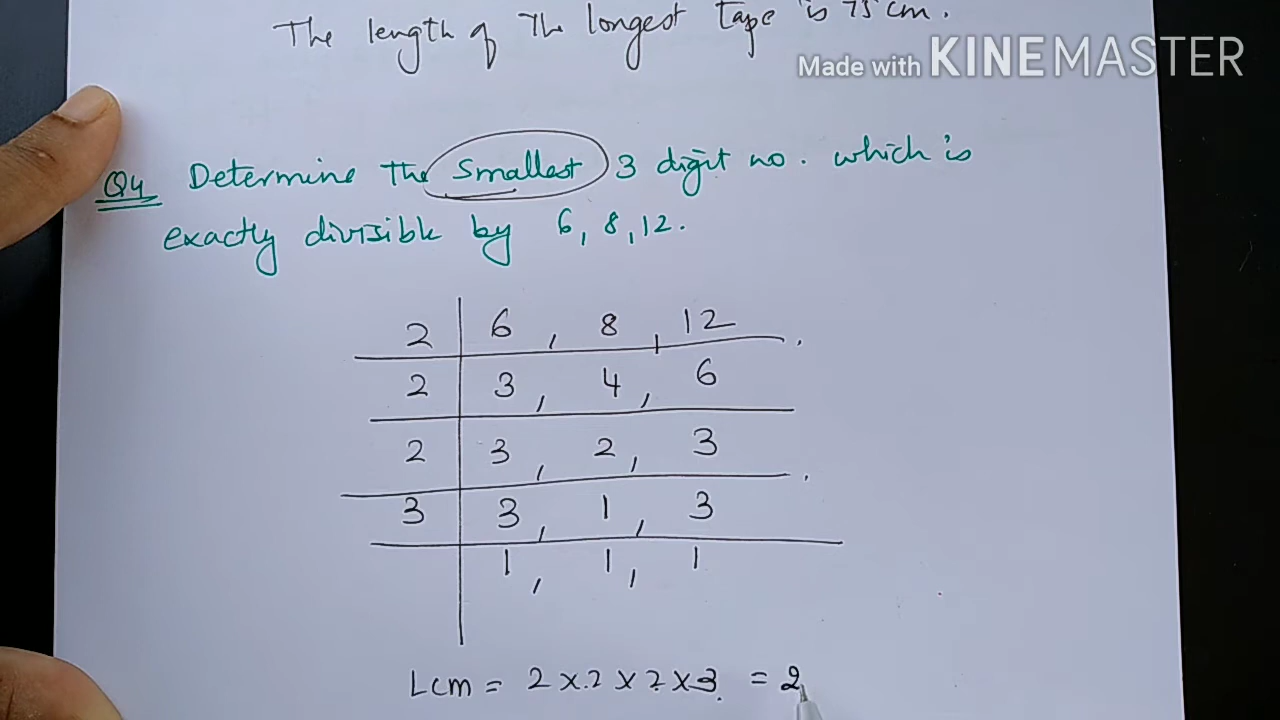 The length of The longest tape is 75 cm.
Made with KINEMASTER
Q4 Determine the Smallest 3 digit no. which is
exactly divisible by 6, 8, 12.
2 | 6 , 8 , 12
2 | 3 , 4 , 6
2 | 3 , 2 , 3
3 | 3 , 1 , 3
1 , 1 , 1
Lcm = 2 x 2 x 2 x 3 = 2